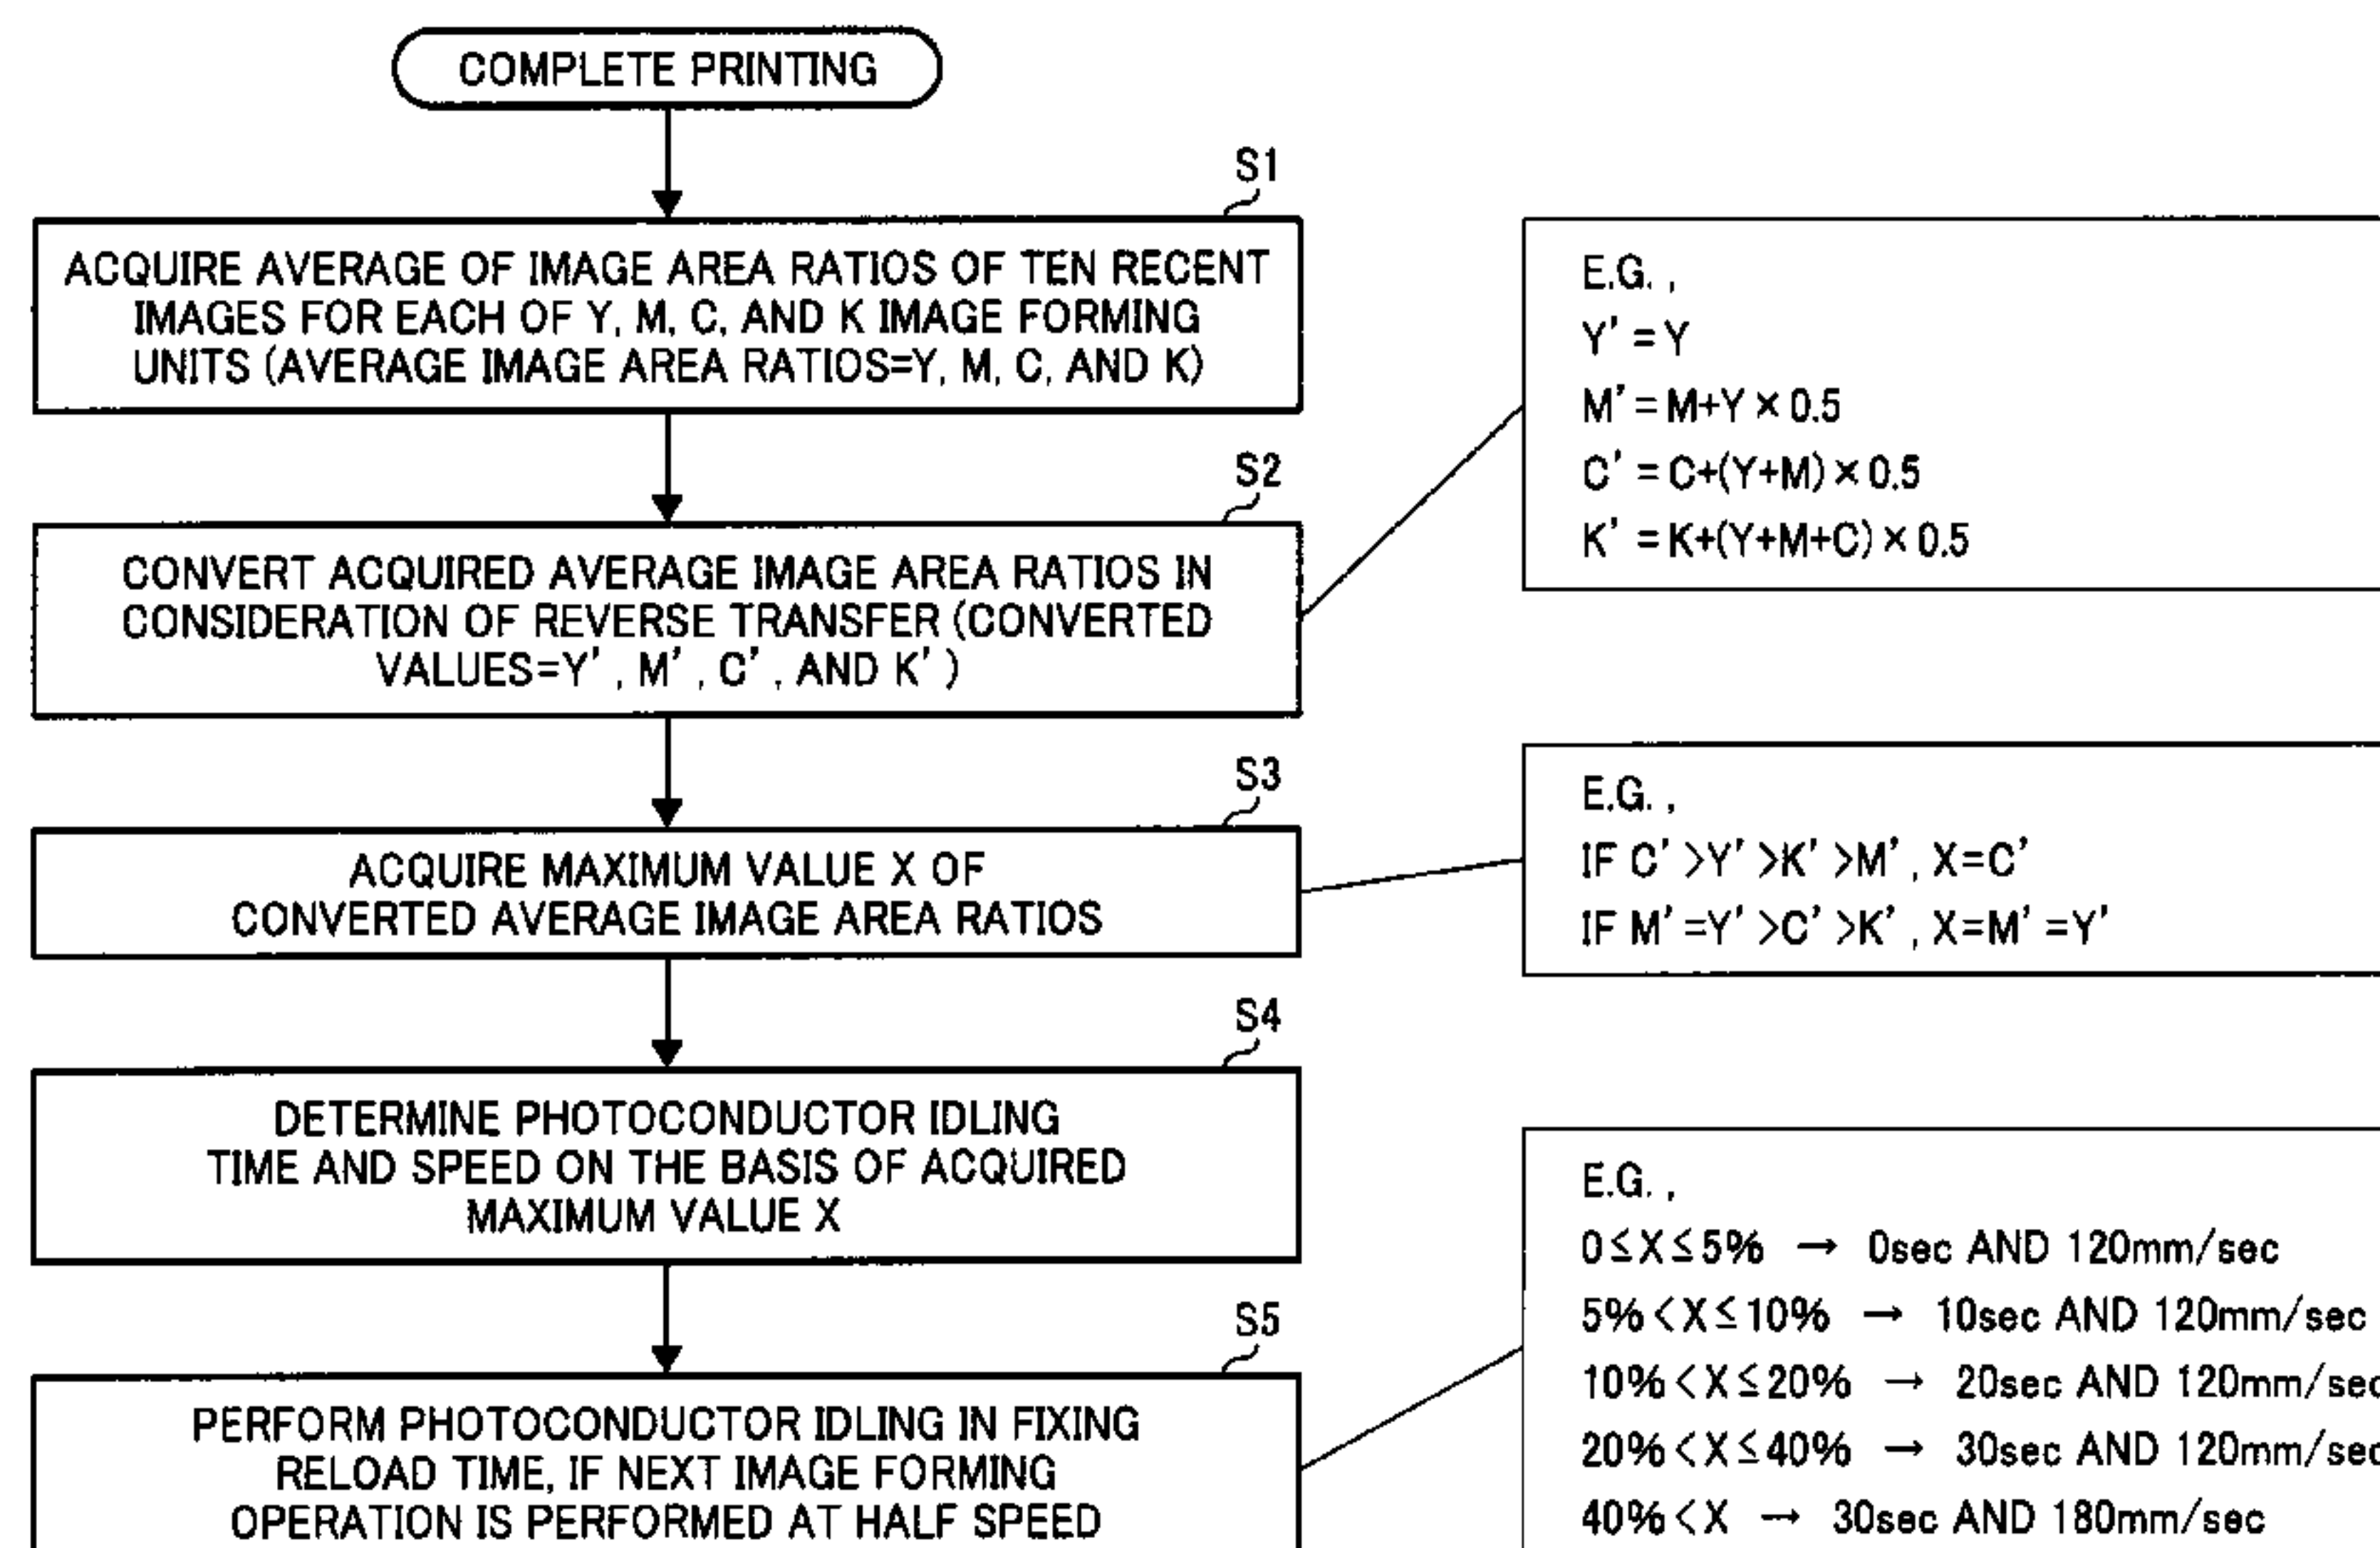 COMPLETE PRINTING
S1
ACQUIRE AVERAGE OF IMAGE AREA RATIOS OF TEN RECENT
IMAGES FOR EACH OF Y, M, C, AND K IMAGE FORMING
UNITS (AVERAGE IMAGE AREA RATIOS=Y, M, C, AND K)
E.G. ,
Y' = Y
M' = M+Y × 0.5
C' = C+(Y+M) × 0.5
K' = K+(Y+M+C) × 0.5
S2
CONVERT ACQUIRED AVERAGE IMAGE AREA RATIOS IN
CONSIDERATION OF REVERSE TRANSFER (CONVERTED
VALUES=Y' , M' , C' , AND K' )
S3
ACQUIRE MAXIMUM VALUE X OF
CONVERTED AVERAGE IMAGE AREA RATIOS
E.G. ,
IF C' >Y' >K' >M' , X=C'
IF M' =Y' >C' >K' , X=M' =Y'
S4
DETERMINE PHOTOCONDUCTOR IDLING
TIME AND SPEED ON THE BASIS OF ACQUIRED
MAXIMUM VALUE X
S5
PERFORM PHOTOCONDUCTOR IDLING IN FIXING
RELOAD TIME, IF NEXT IMAGE FORMING
OPERATION IS PERFORMED AT HALF SPEED
E.G. ,
0≤X≤5% → 0sec AND 120mm/sec
5%<X≤10% → 10sec AND 120mm/sec
10%<X≤20% → 20sec AND 120mm/sec
20%<X≤40% → 30sec AND 120mm/sec
40%<X → 30sec AND 180mm/sec